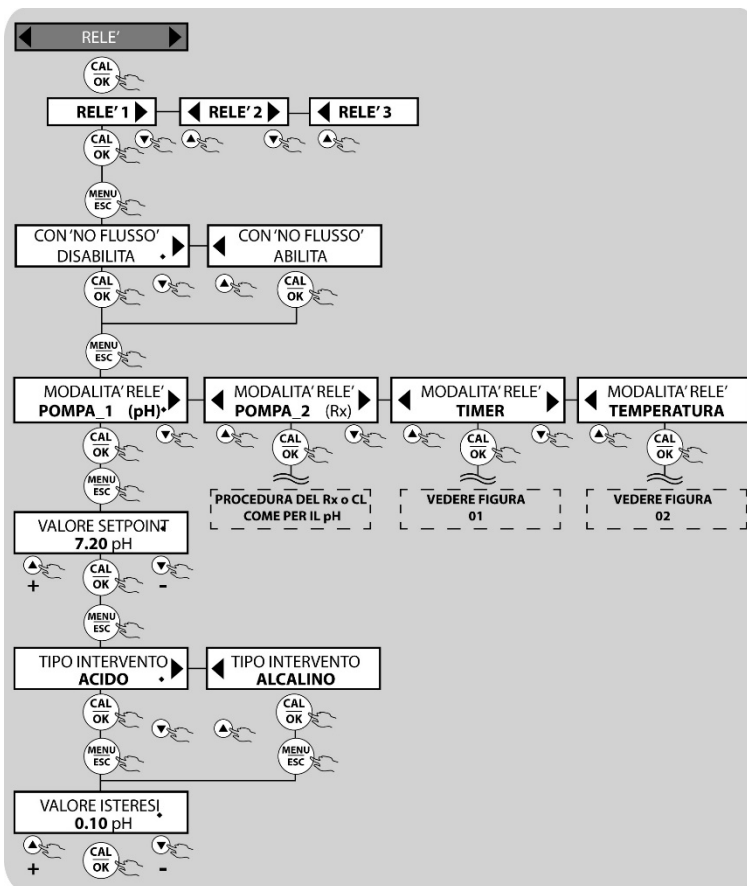 RELE'
CAL
OK
RELE' 1 RELE' 2 RELE' 3
CAL
OK
MENU
ESC
CON 'NO FLUSSO' CON 'NO FLUSSO'
DISABILITA ABILITA
CAL CAL
OK OK
MENU
ESC
MODALITA' RELE' MODALITA' RELE' MODALITA' RELE' MODALITA' RELE'
POMPA_1 (pH) POMPA_2 (Rx) TIMER TEMPERATURA
CAL CAL CAL CAL
OK OK OK OK
MENU
ESC
PROCEDURA DEL Rx o CL VEDERE FIGURA VEDERE FIGURA
COME PER IL pH 01 02
VALORE SETPOINT
7.20 pH
CAL
OK
+ -
MENU
ESC
TIPO INTERVENTO TIPO INTERVENTO
ACIDO ALCALINO
CAL CAL
OK OK
MENU MENU
ESC ESC
VALORE ISTERESI
0.10 pH
CAL
OK
+ -